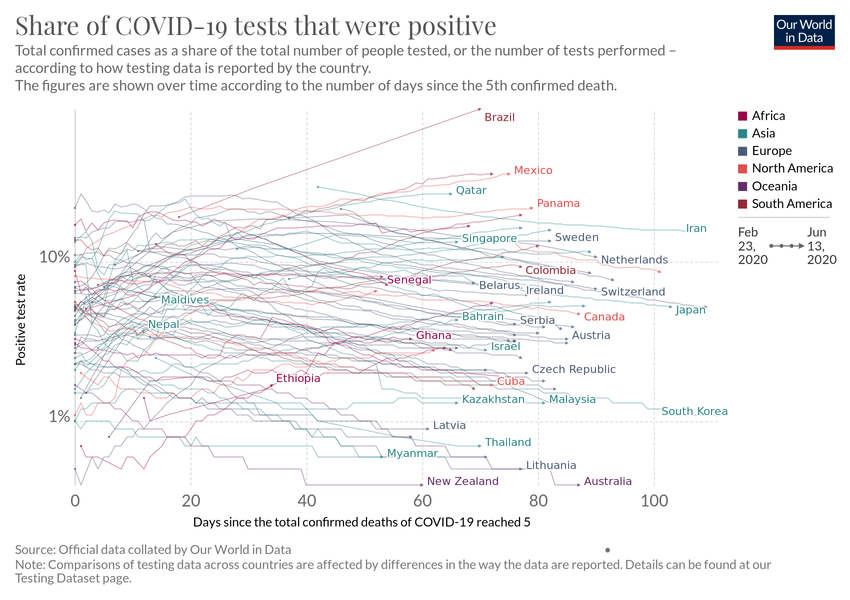 Share of COVID-19 tests that were positive
Our World
in Data
Total confirmed cases as a share of the total number of people tested, or the number of tests performed –
according to how testing data is reported by the country.
The figures are shown over time according to the number of days since the 5th confirmed death.
Africa
Asia
Europe
North America
Oceania
South America
Feb
23,
2020
Jun
13,
2020
Positive test rate
10%
1%
Brazil
Mexico
Qatar
Panama
Iran
Singapore
Sweden
Netherlands
Colombia
Senegal
Belarus
Ireland
Switzerland
Maldives
Japan
Bahrain
Serbia
Canada
Nepal
Ghana
Austria
Israel
Czech Republic
Ethiopia
Cuba
Kazakhstan
Malaysia
South Korea
Latvia
Thailand
Myanmar
Lithuania
New Zealand
Australia
0
20
40
60
80
100
Days since the total confirmed deaths of COVID-19 reached 5
Source: Official data collated by Our World in Data
Note: Comparisons of testing data across countries are affected by differences in the way the data are reported. Details can be found at our
Testing Dataset page.